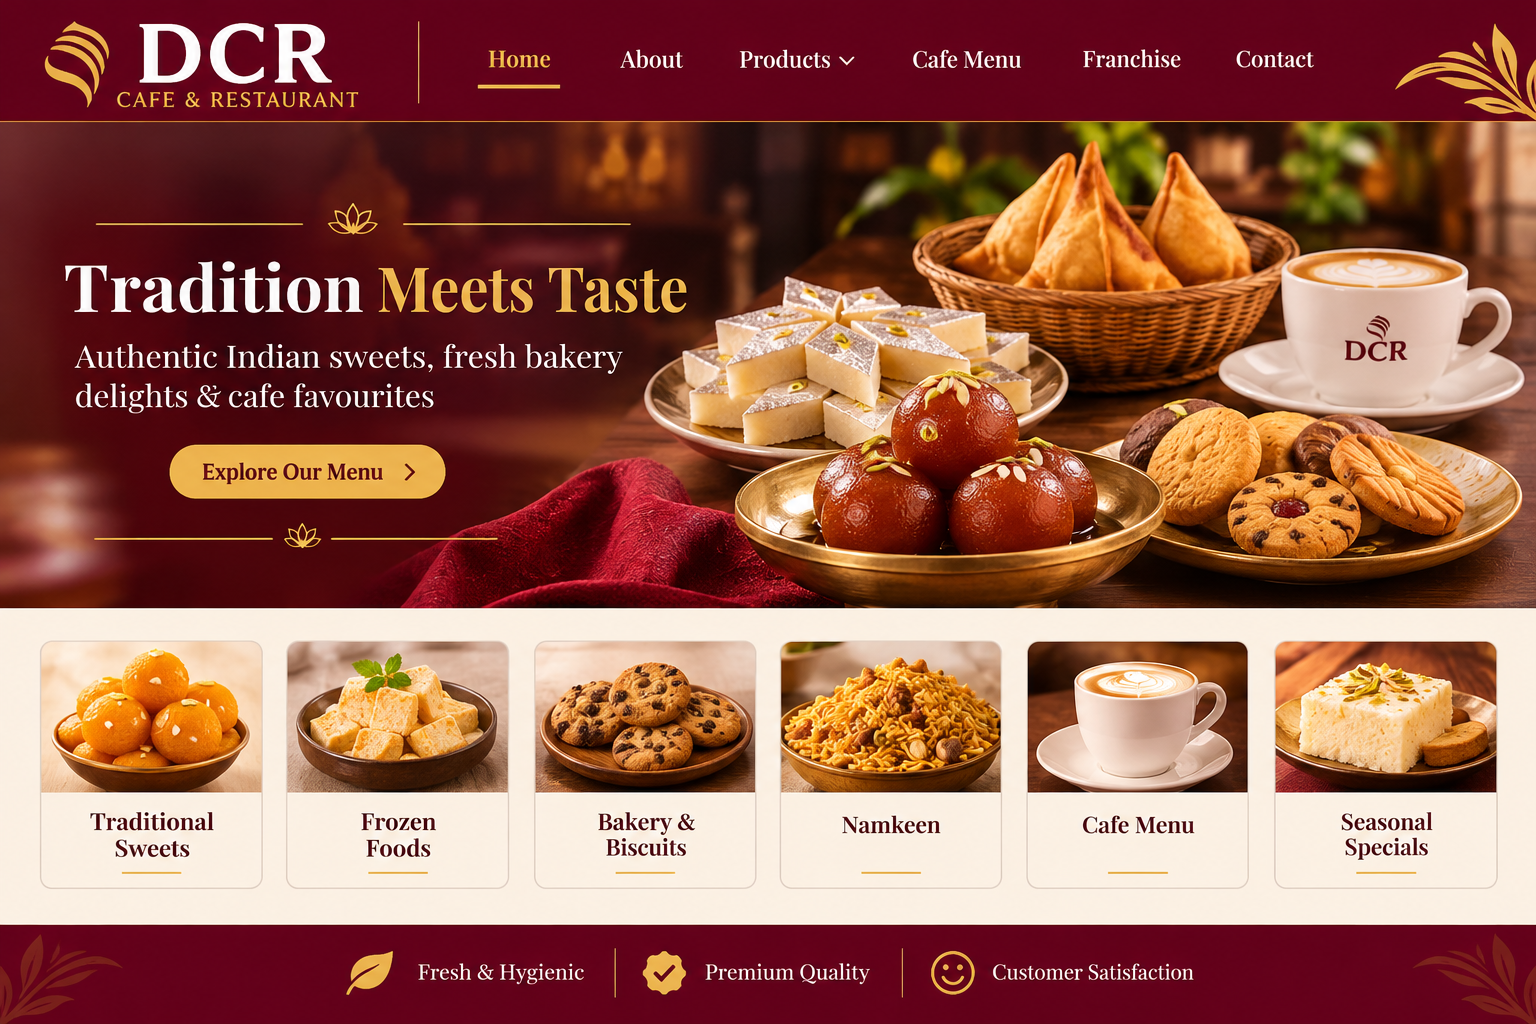 DCR
CAFE & RESTAURANT
Home
About
Products
Cafe Menu
Franchise
Contact
Tradition Meets Taste
Authentic Indian sweets, fresh bakery
delights & cafe favourites
Explore Our Menu
DCR
Traditional
Sweets
Frozen
Foods
Bakery &
Biscuits
Namkeen
Cafe Menu
Seasonal
Specials
Fresh & Hygienic
Premium Quality
Customer Satisfaction